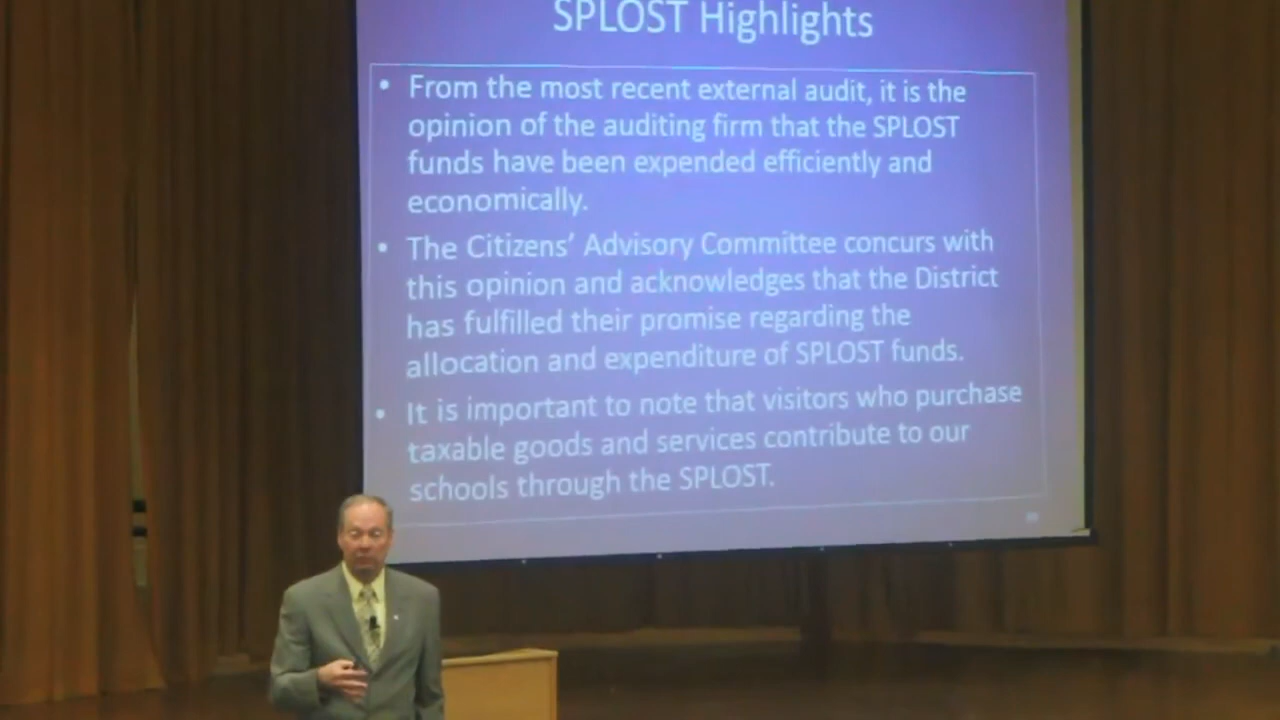 SPLOST Highlights
• From the most recent external audit, it is the
opinion of the auditing firm that the SPLOST
funds have been expended efficiently and
economically.
• The Citizens' Advisory Committee concurs with
this opinion and acknowledges that the District
has fulfilled their promise regarding the
allocation and expenditure of SPLOST funds.
• It is important to note that visitors who purchase
taxable goods and services contribute to our
schools through the SPLOST.